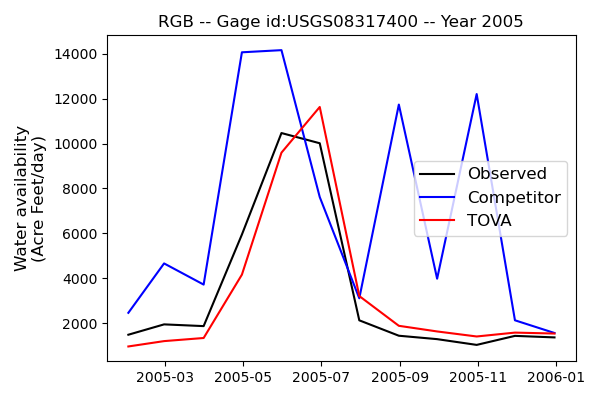 RGB -- Gage id:USGS08317400 -- Year 2005
Water availability
(Acre Feet/day)
14000
12000
10000
8000
6000
4000
2000
Observed
Competitor
TOVA
2005-03
2005-05
2005-07
2005-09
2005-11
2006-01